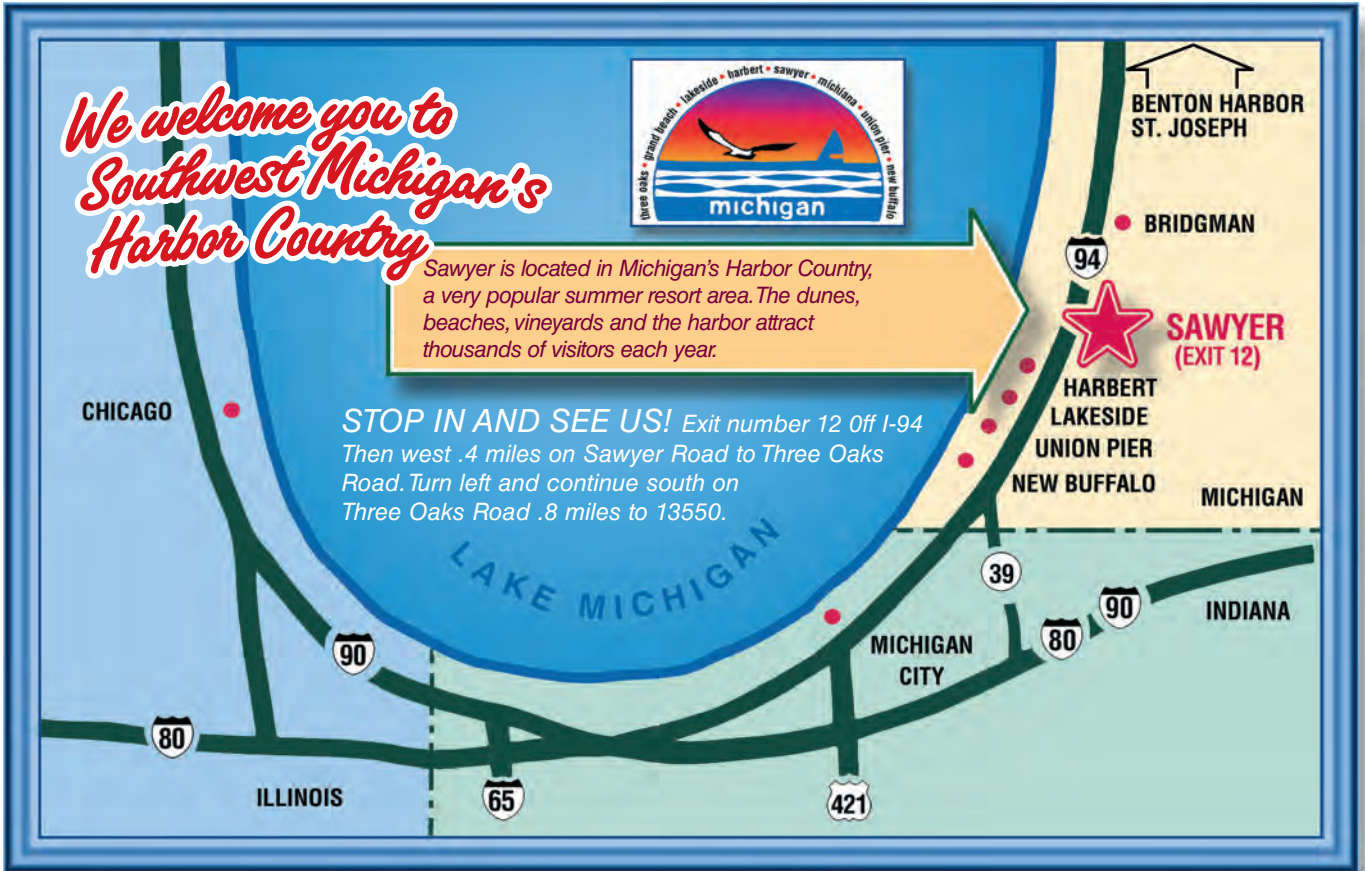 We welcome you to
Southwest Michigan's
Harbor Country
three oaks • grand beach • lakeside • harbert • sawyer • michiana • union pier • new buffalo
michigan
BENTON HARBOR
ST. JOSEPH
BRIDGMAN
94
Sawyer is located in Michigan's Harbor Country,
a very popular summer resort area. The dunes,
beaches, vineyards and the harbor attract
thousands of visitors each year.
SAWYER
(EXIT 12)
HARBERT
LAKESIDE
UNION PIER
NEW BUFFALO
MICHIGAN
CHICAGO
STOP IN AND SEE US! Exit number 12 0ff I-94
Then west .4 miles on Sawyer Road to Three Oaks
Road. Turn left and continue south on
Three Oaks Road .8 miles to 13550.
LAKE MICHIGAN
39
90
80
INDIANA
MICHIGAN
CITY
90
80
ILLINOIS
65
421